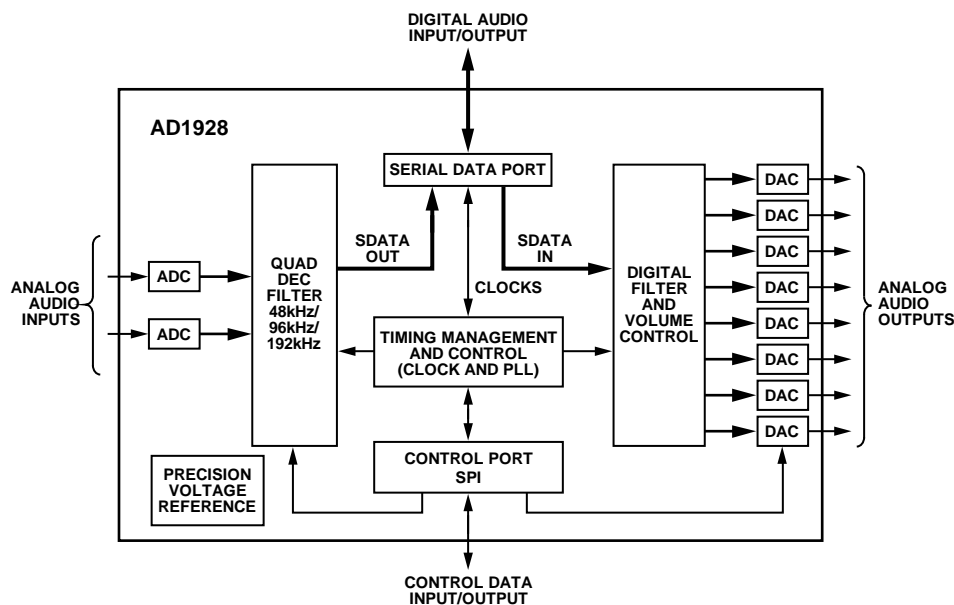 DIGITAL AUDIO
INPUT/OUTPUT
AD1928
SERIAL DATA PORT
SDATA
OUT
SDATA
IN
CLOCKS
ANALOG
AUDIO
INPUTS
ADC
ADC
QUAD
DEC
FILTER
48kHz/
96kHz/
192kHz
TIMING MANAGEMENT
AND CONTROL
(CLOCK AND PLL)
DIGITAL
FILTER
AND
VOLUME
CONTROL
DAC
DAC
DAC
DAC
DAC
DAC
DAC
DAC
ANALOG
AUDIO
OUTPUTS
PRECISION
VOLTAGE
REFERENCE
CONTROL PORT
SPI
CONTROL DATA
INPUT/OUTPUT